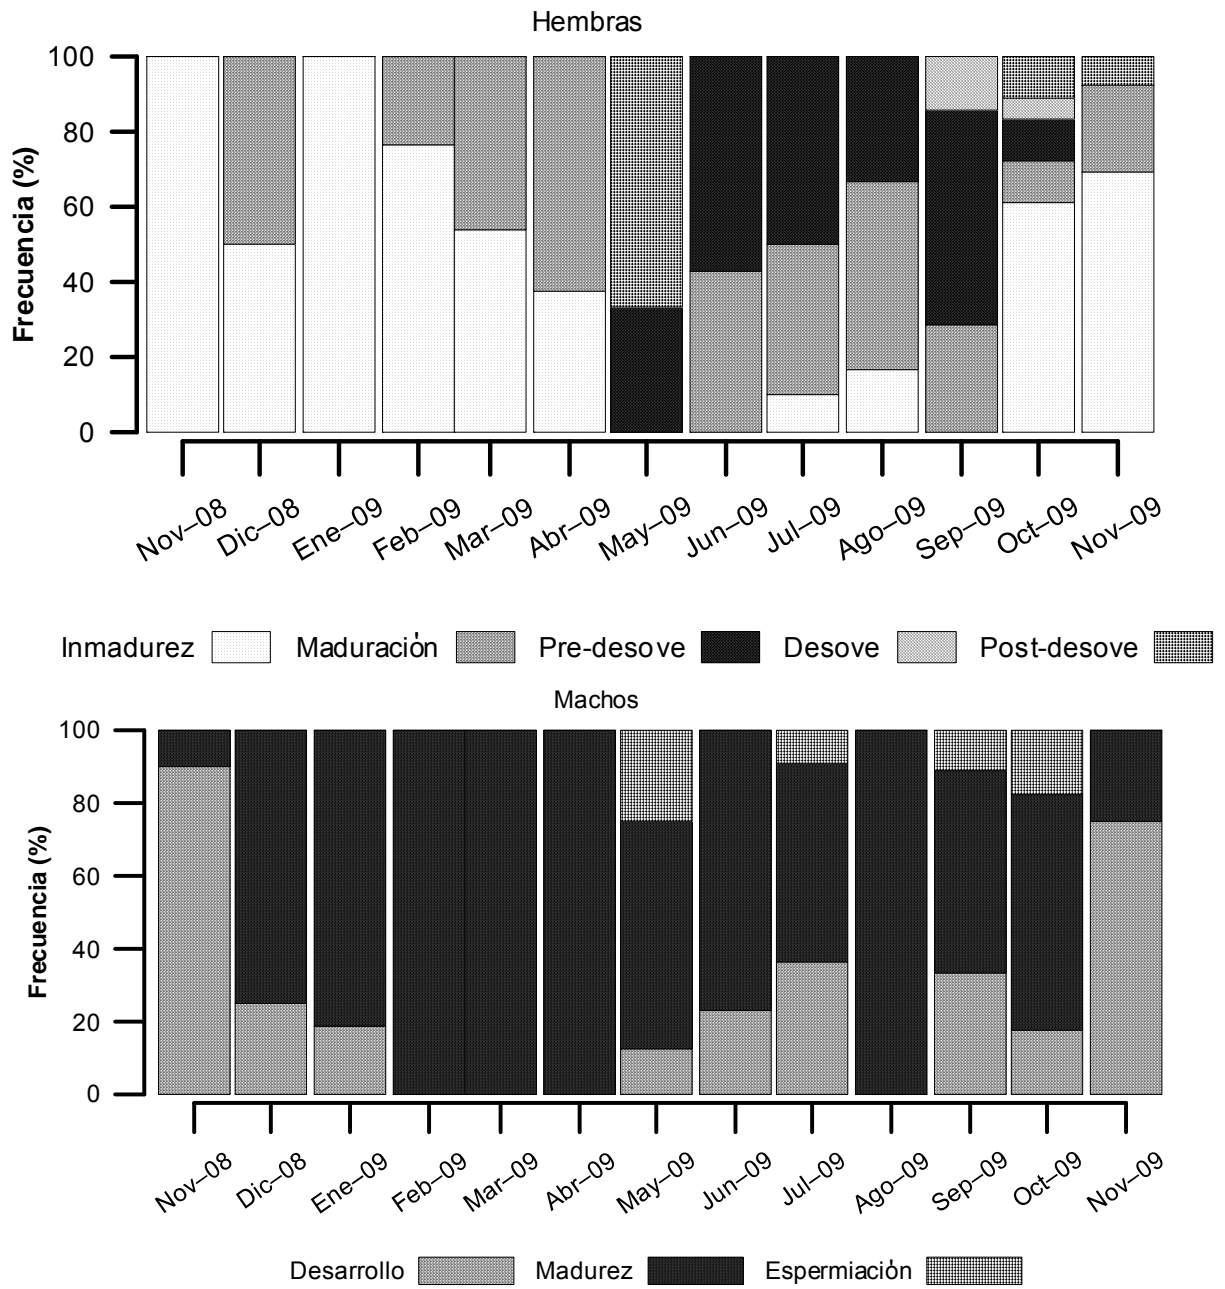 Hembras
Frecuencia (%)
100
80
60
40
20
0
Nov–08 Dic–08 Ene–09 Feb–09 Mar–09 Abr–09 May–09 Jun–09 Jul–09 Ago–09 Sep–09 Oct–09 Nov–09
Inmadurez Maduración Pre-desove Desove Post-desove
Machos
Frecuencia (%)
100
80
60
40
20
0
Nov–08 Dic–08 Ene–09 Feb–09 Mar–09 Abr–09 May–09 Jun–09 Jul–09 Ago–09 Sep–09 Oct–09 Nov–09
Desarrollo Madurez Espermiación